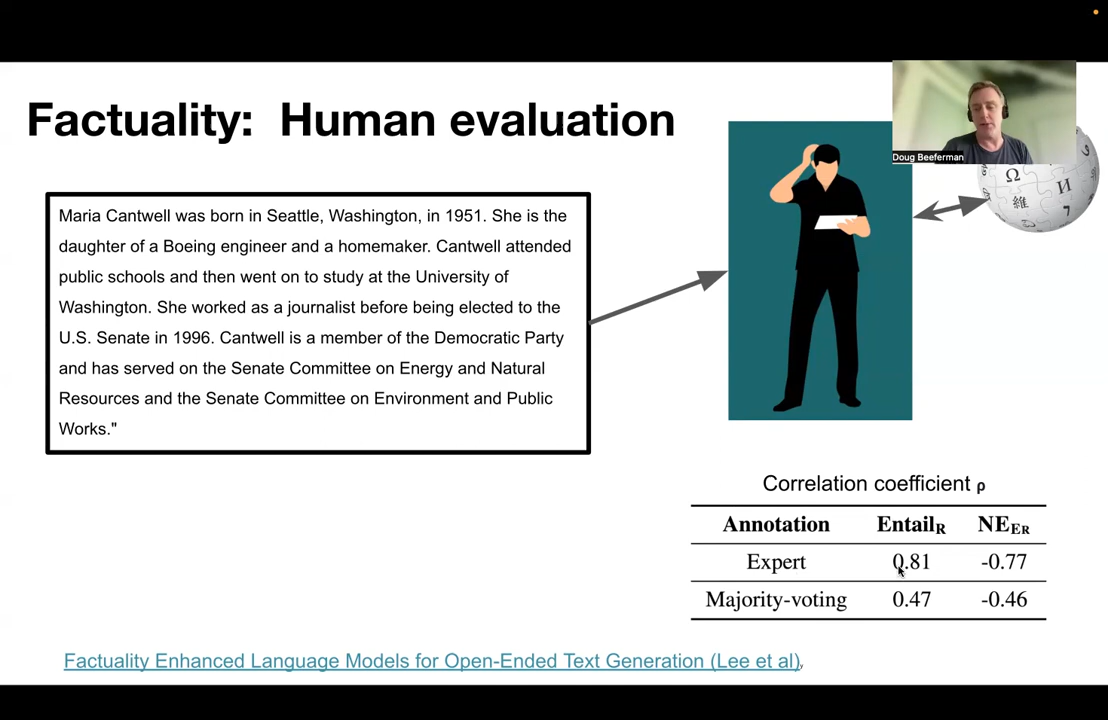 Factuality:  Human evaluation
Doug Beeferman
Ω
И
維
Maria Cantwell was born in Seattle, Washington, in 1951. She is the
daughter of a Boeing engineer and a homemaker. Cantwell attended
public schools and then went on to study at the University of
Washington. She worked as a journalist before being elected to the
U.S. Senate in 1996. Cantwell is a member of the Democratic Party
and has served on the Senate Committee on Energy and Natural
Resources and the Senate Committee on Environment and Public
Works."
Correlation coefficient ρ
Annotation EntailR NEER
Expert 0.81 -0.77
Majority-voting 0.47 -0.46
Factuality Enhanced Language Models for Open-Ended Text Generation (Lee et al),